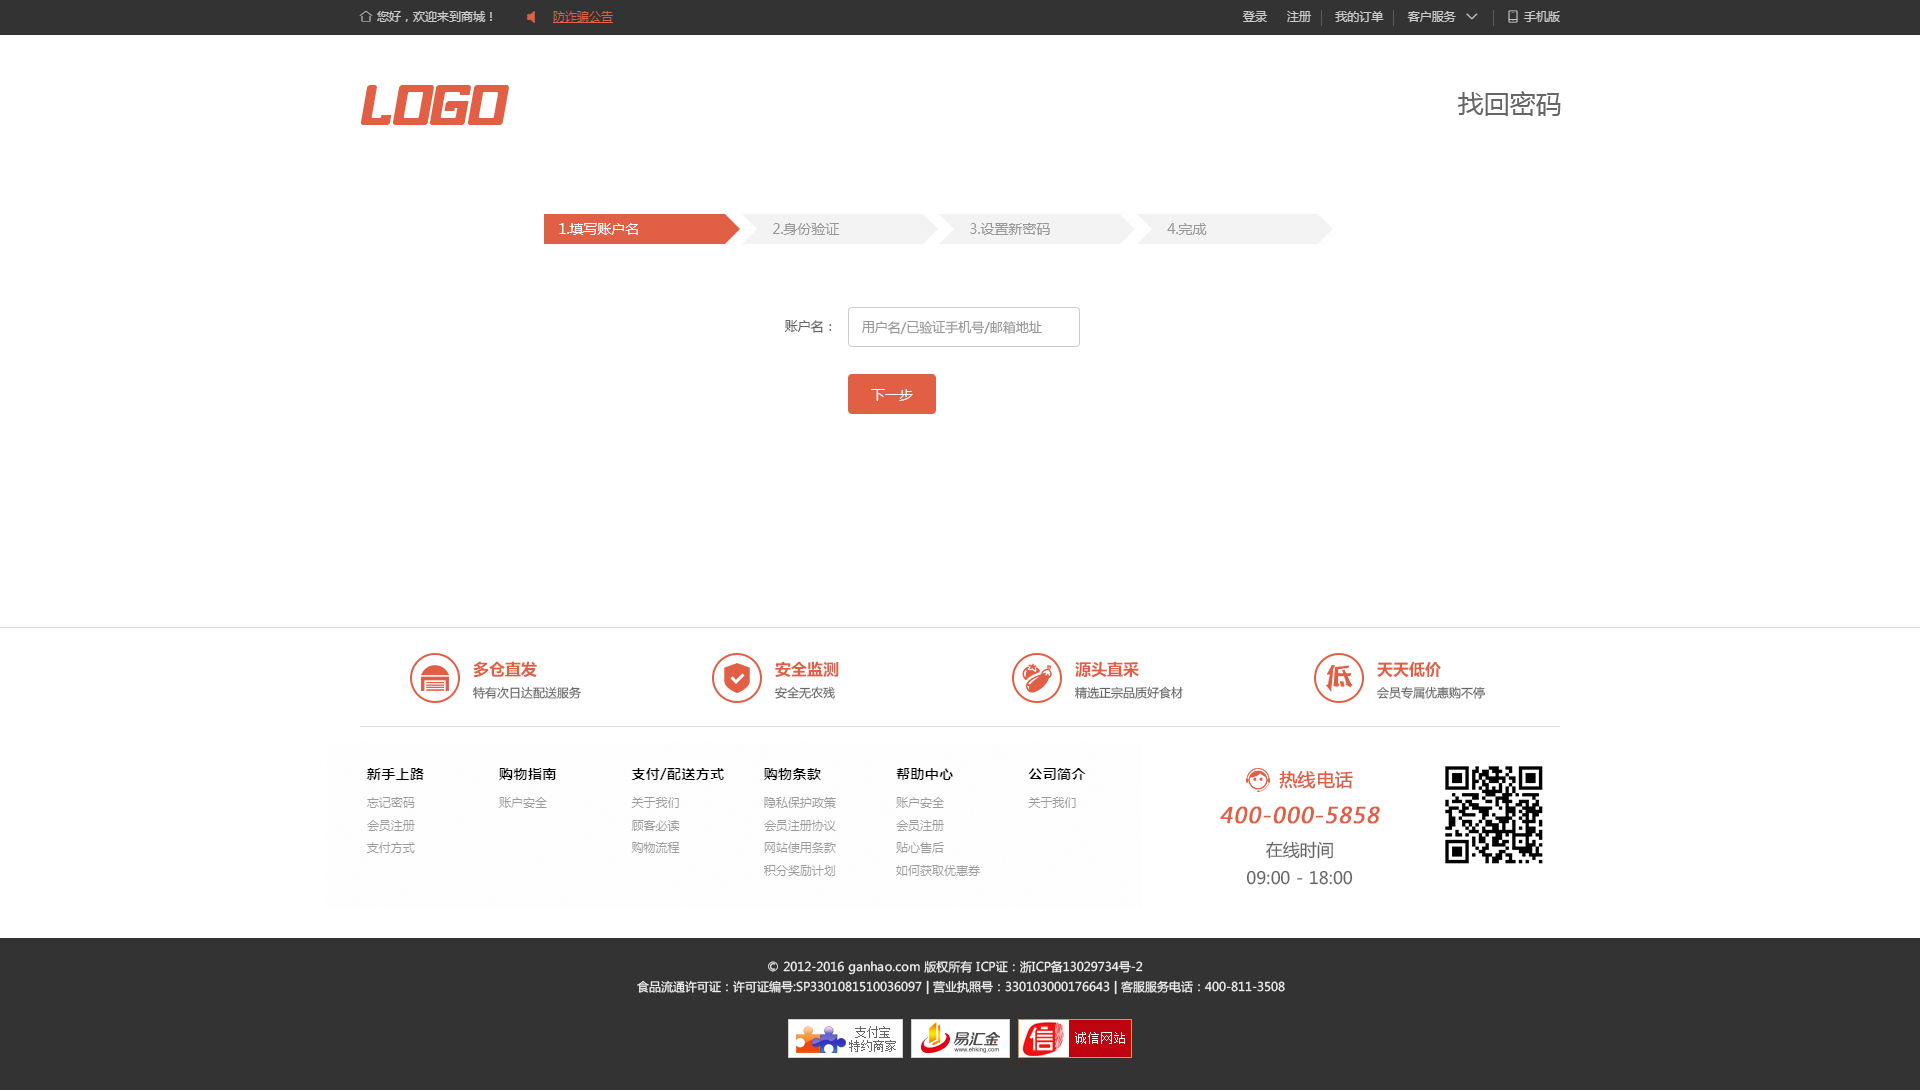 您好，欢迎来到商城！ 防诈骗公告 登录 注册 我的订单 客户服务 手机版
LOGO
找回密码
1.填写账户名 2.身份验证 3.设置新密码 4.完成
账户名： 用户名/已验证手机号/邮箱地址
下一步
多仓直发
特有次日达配送服务
安全监测
安全无农残
源头直采
精选正宗品质好食材
低
天天低价
会员专属优惠购不停
新手上路
忘记密码
会员注册
支付方式
购物指南
账户安全
支付/配送方式
关于我们
顾客必读
购物流程
购物条款
隐私保护政策
会员注册协议
网站使用条款
积分奖励计划
帮助中心
账户安全
会员注册
贴心售后
如何获取优惠券
公司简介
关于我们
热线电话
400-000-5858
在线时间
09:00 - 18:00
© 2012-2016 ganhao.com 版权所有 ICP证：浙ICP备13029734号-2
食品流通许可证：许可证编号:SP3301081510036097 | 营业执照号：330103000176643 | 客服服务电话：400-811-3508
支付宝
特约商家
易汇金
www.ehking.com
信 诚信网站